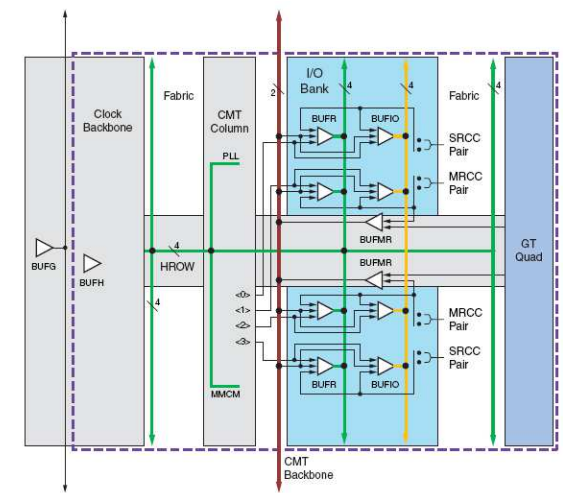 I/O
Bank
2
4
4
4
Fabric
Fabric
Clock
Backbone
CMT
Column
BUFR
BUFIO
SRCC
Pair
PLL
MRCC
Pair
BUFG
BUFH
4
HROW
BUFMR
BUFMR
GT
Quad
4
<0>
<1>
<2>
<3>
MRCC
Pair
SRCC
Pair
BUFR
BUFIO
MMCM
CMT
Backbone